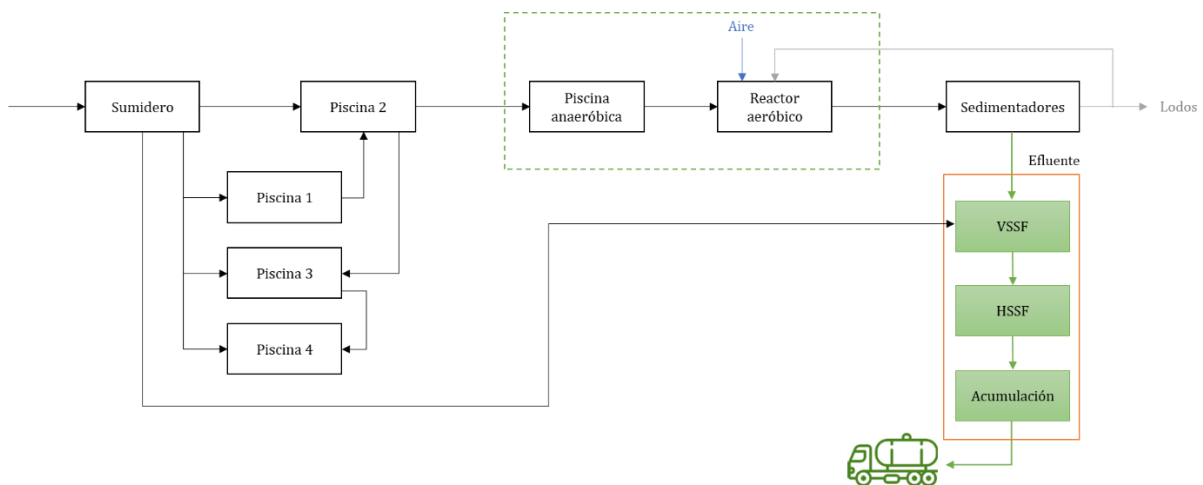 Aire
Sumidero
Piscina 2
Piscina
anaeróbica
Reactor
aeróbico
Sedimentadores
Lodos
Efluente
Piscina 1
VSSF
Piscina 3
HSSF
Piscina 4
Acumulación